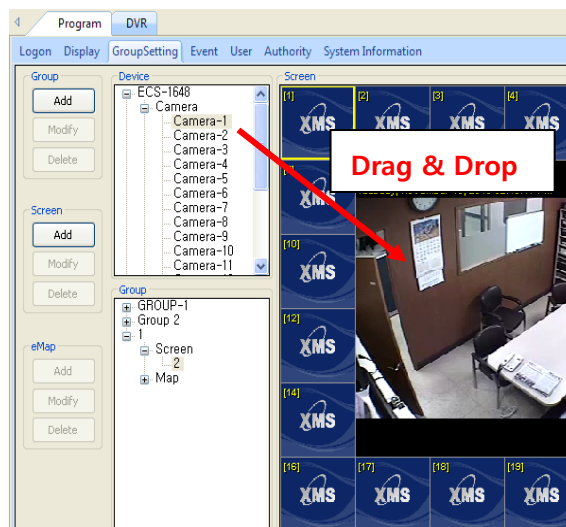 Program DVR
Logon Display GroupSetting Event User Authority System Information
Group
Add
Modify
Delete
Screen
Add
Modify
Delete
eMap
Add
Modify
Delete
Device
ECS-1648
Camera
Camera-1
Camera-2
Camera-3
Camera-4
Camera-5
Camera-6
Camera-7
Camera-8
Camera-9
Camera-10
Camera-11
Group
GROUP-1
Group 2
1
Screen
2
Map
Screen
[1] [2] [3] [4]
XMS XMS XMS XMS
Drag & Drop
XMS
[10]
XMS
[12]
XMS
[14]
XMS
[16] [17] [18] [19]
XMS XMS XMS XMS